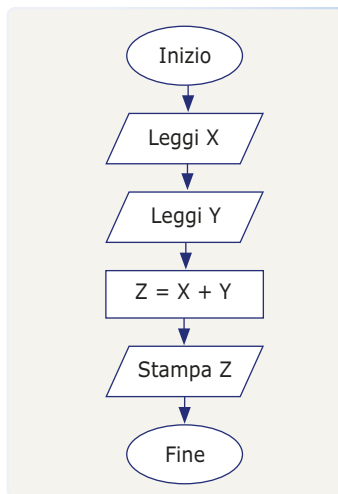 Inizio
Leggi X
Leggi Y
Z = X + Y
Stampa Z
Fine